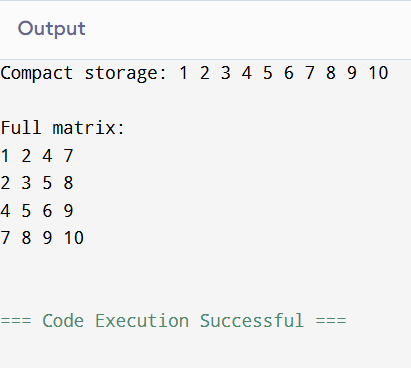 Output
Compact storage: 1 2 3 4 5 6 7 8 9 10
Full matrix:
1 2 4 7
2 3 5 8
4 5 6 9
7 8 9 10
=== Code Execution Successful ===